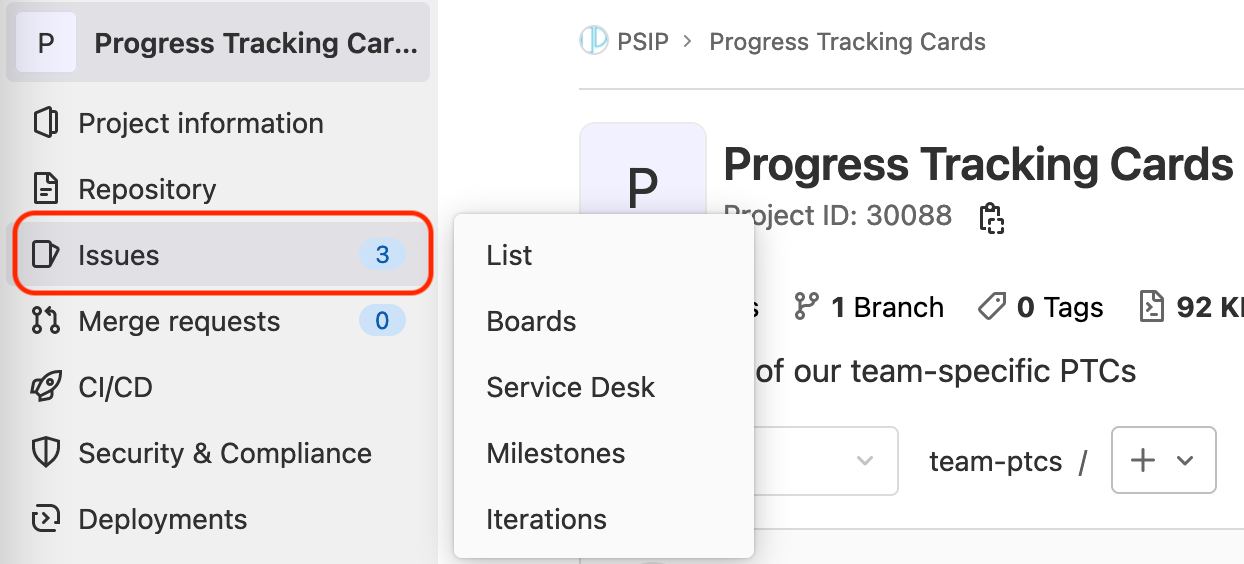 P Progress Tracking Car...
Project information
Repository
Issues 3
Merge requests 0
CI/CD
Security & Compliance
Deployments
List
Boards
Service Desk
Milestones
Iterations
PSIP > Progress Tracking Cards
P
Progress Tracking Cards
Project ID: 30088
1 Branch 0 Tags 92
of our team-specific PTCs
team-ptcs /